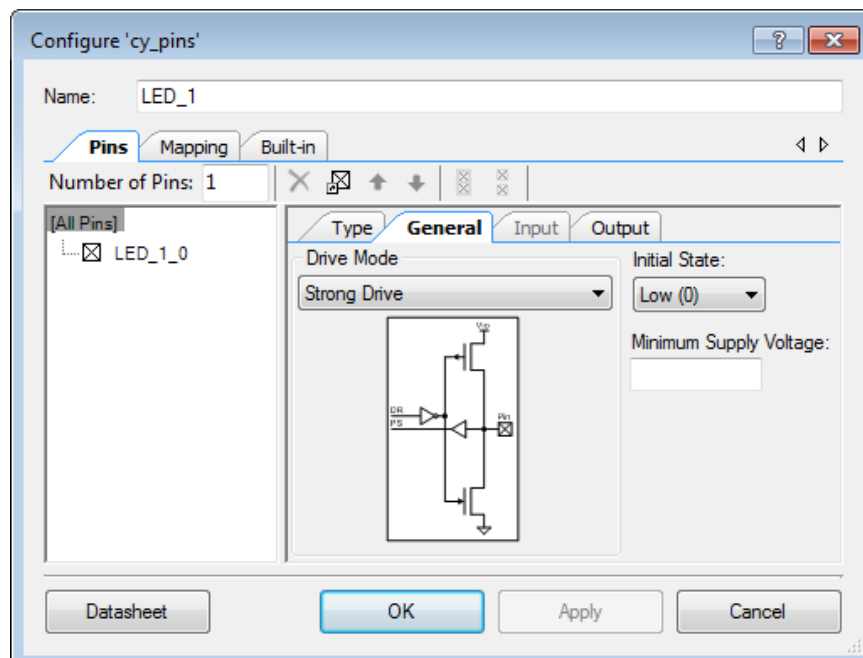 Configure 'cy_pins'
Name: LED_1
Pins Mapping Built-in
Number of Pins: 1
[All Pins]
LED_1_0
Type General Input Output
Drive Mode
Strong Drive
Initial State:
Low (0)
Minimum Supply Voltage:
DR
PS
Pin
Datasheet OK Apply Cancel